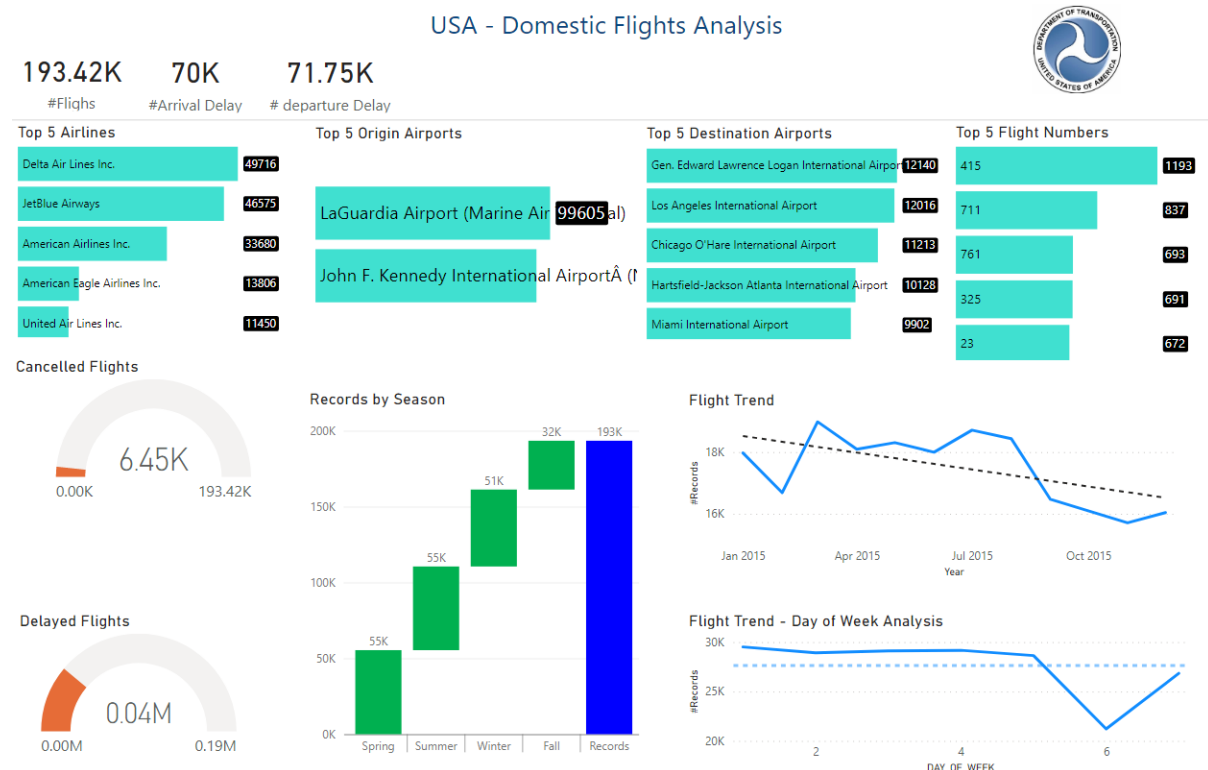 USA - Domestic Flights Analysis
DEPARTMENT OF TRANSPORTATION
UNITED STATES OF AMERICA
193.42K
70K
71.75K
#Flighs
#Arrival Delay
# departure Delay
Top 5 Airlines
Delta Air Lines Inc.
49716
JetBlue Airways
46575
American Airlines Inc.
33680
American Eagle Airlines Inc.
13806
United Air Lines Inc.
11450
Top 5 Origin Airports
LaGuardia Airport (Marine Air 99605al)
John F. Kennedy International AirportÂ (
Top 5 Destination Airports
Gen. Edward Lawrence Logan International Airpor
12140
Los Angeles International Airport
12016
Chicago O'Hare International Airport
11213
Hartsfield-Jackson Atlanta International Airport
10128
Miami International Airport
9902
Top 5 Flight Numbers
415
1193
711
837
761
693
325
691
23
672
Cancelled Flights
6.45K
0.00K
193.42K
Delayed Flights
0.04M
0.00M
0.19M
Records by Season
200K
150K
100K
50K
0K
55K
55K
51K
32K
193K
Spring
Summer
Winter
Fall
Records
Flight Trend
#Records
18K
16K
Jan 2015
Apr 2015
Jul 2015
Oct 2015
Year
Flight Trend - Day of Week Analysis
#Records
30K
25K
20K
2
4
6
DAY_OF_WEEK